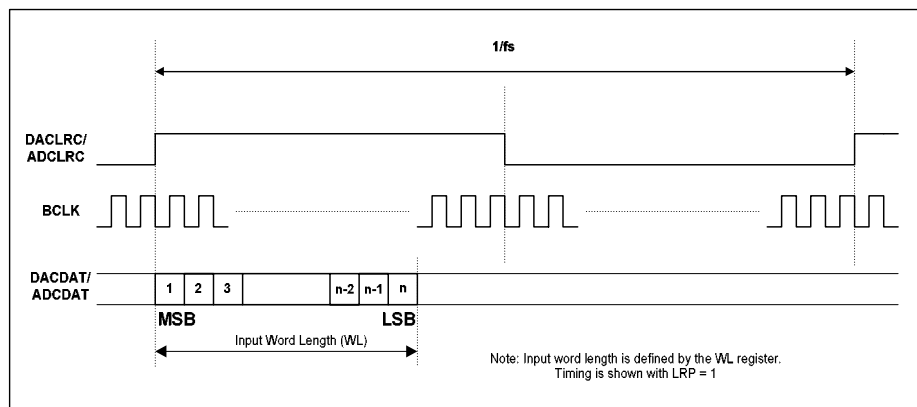 1/fs
DACLRC/
ADCLRC
BCLK
DACDAT/
ADCDAT
1 2 3 n-2 n-1 n
MSB LSB
Input Word Length (WL)
Note: Input word length is defined by the WL register.
Timing is shown with LRP = 1